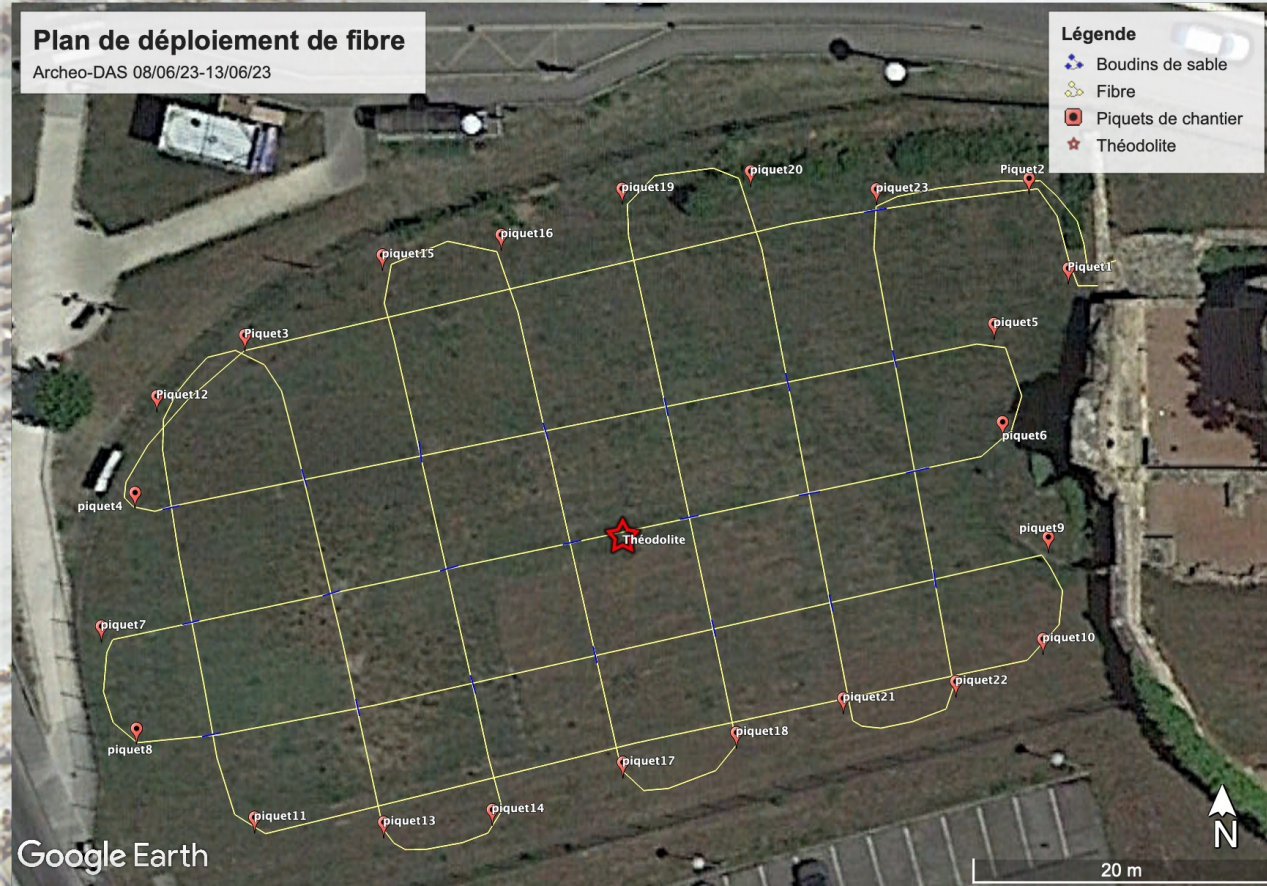 Plan de déploiement de fibre
Archeo-DAS 08/06/23-13/06/23
Légende
Boudins de sable
Fibre
Piquets de chantier
Théodolite
piquet20
Piquet2
piquet19
piquet23
piquet16
piquet15
Piquet1
piquet5
Piquet3
Piquet12
piquet6
piquet4
piquet9
Théodolite
piquet7
piquet10
piquet22
piquet21
piquet18
piquet8
piquet17
piquet14
piquet11
piquet13
Google Earth
N
20 m